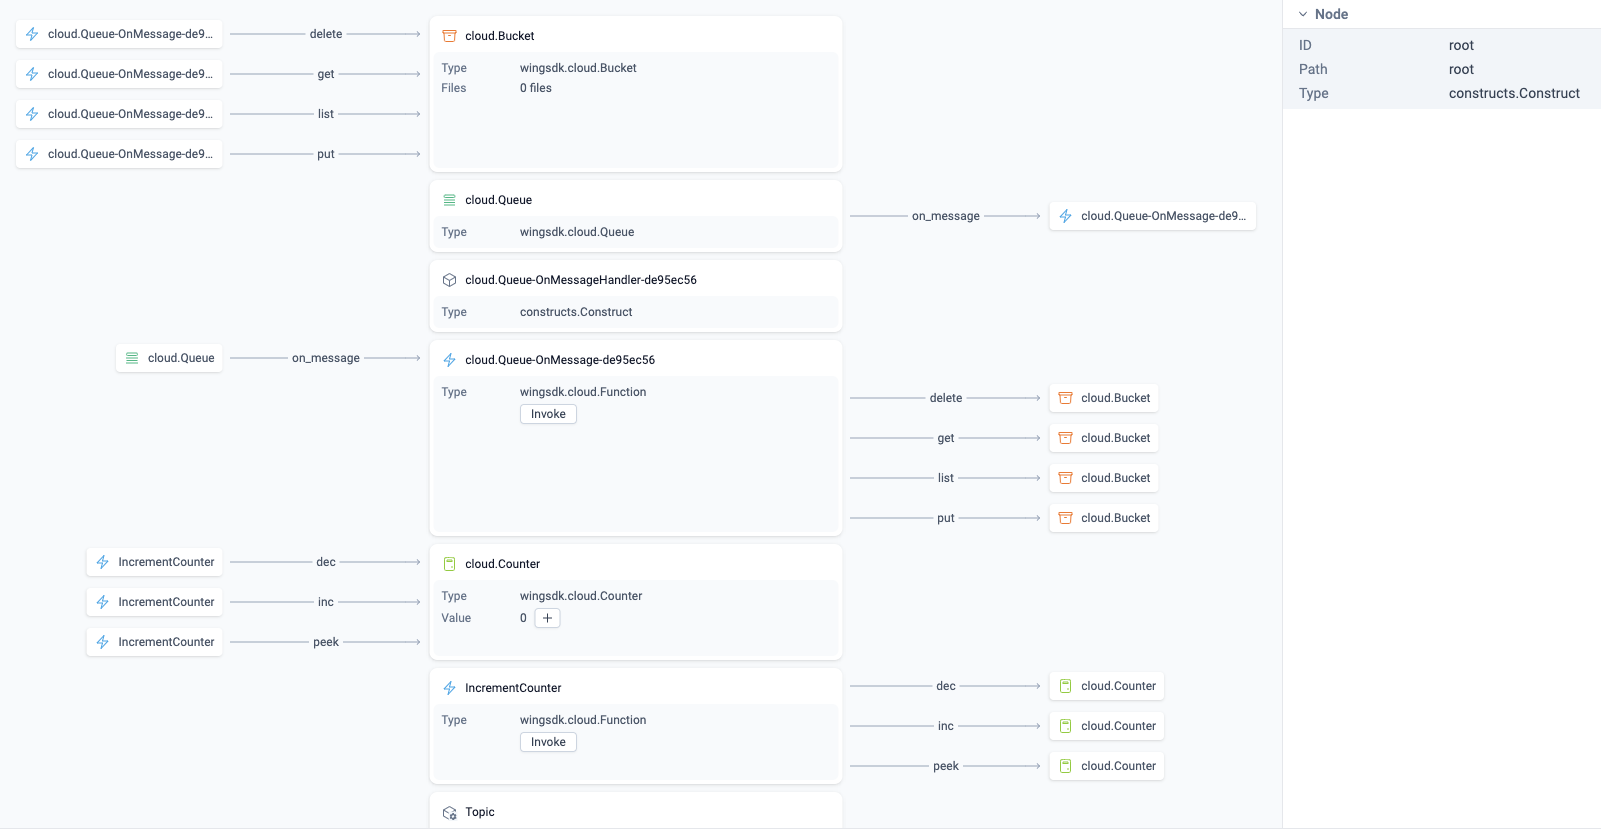 cloud.Queue-OnMessage-de9...
delete
cloud.Queue-OnMessage-de9...
get
cloud.Queue-OnMessage-de9...
list
cloud.Queue-OnMessage-de9...
put
cloud.Bucket
Type wingsdk.cloud.Bucket
Files 0 files
cloud.Queue
Type wingsdk.cloud.Queue
on_message
cloud.Queue-OnMessage-de9...
cloud.Queue-OnMessageHandler-de95ec56
Type constructs.Construct
cloud.Queue
on_message
cloud.Queue-OnMessage-de95ec56
Type wingsdk.cloud.Function
Invoke
delete
cloud.Bucket
get
cloud.Bucket
list
cloud.Bucket
put
cloud.Bucket
IncrementCounter
dec
IncrementCounter
inc
IncrementCounter
peek
cloud.Counter
Type wingsdk.cloud.Counter
Value 0 +
IncrementCounter
Type wingsdk.cloud.Function
Invoke
dec
cloud.Counter
inc
cloud.Counter
peek
cloud.Counter
Topic
Node
ID root
Path root
Type constructs.Construct